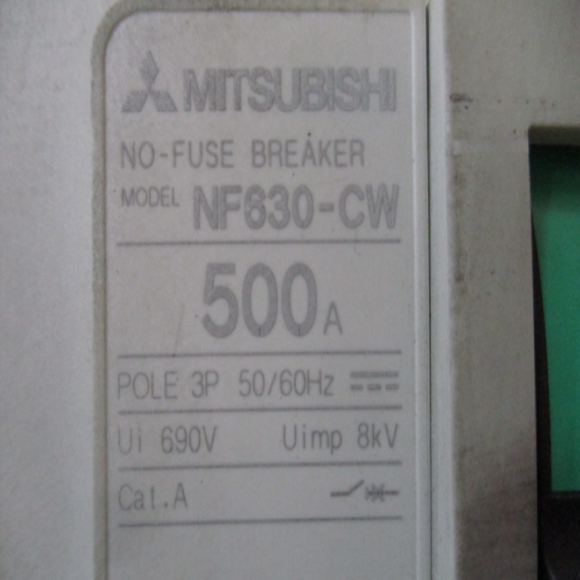 MITSUBISHI
NO-FUSE BREAKER
MODEL NF630-CW
500A
POLE 3P 50/60Hz
Ui 690V Uimp 8kV
Cat.A